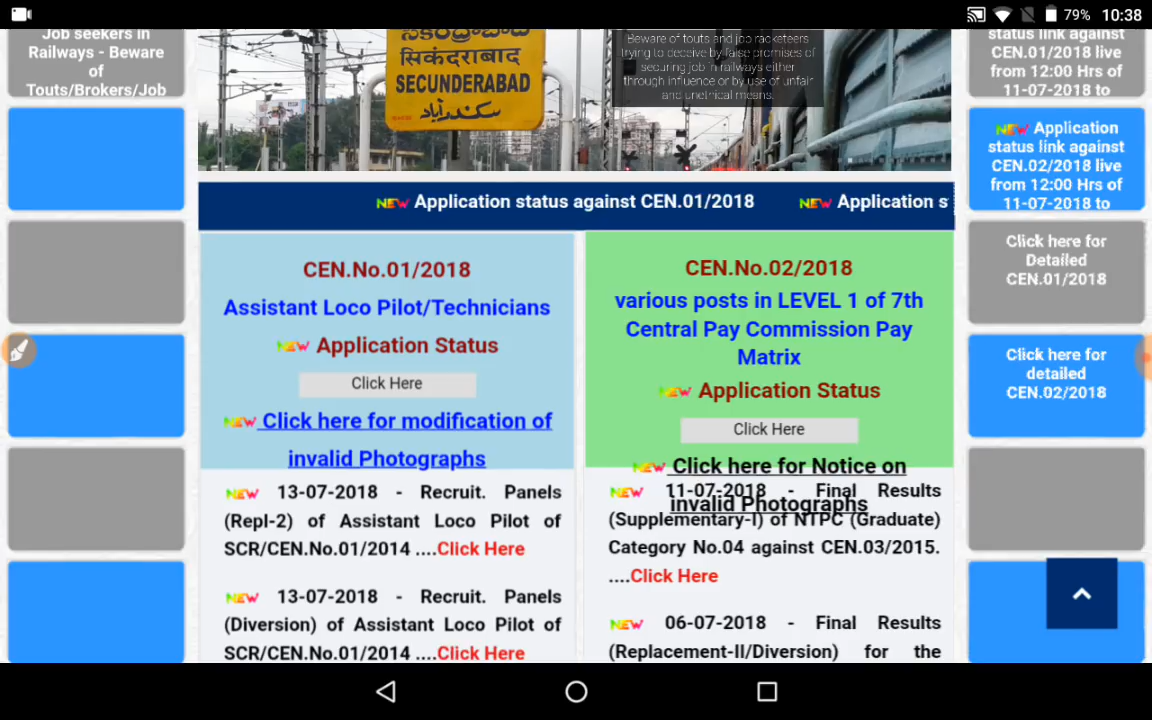 79% 10:38
Job seekers in
Railways - Beware
of
Touts/Brokers/Job
సికింద్రాబాద్
सिकंदराबाद
SECUNDERABAD
سکندرآباد
Beware of touts and job racketeers
trying to deceive by false promises of
securing job in railways either
through influence or by use of unfair
and unethical means.
status link against
CEN.01/2018 live
from 12:00 Hrs of
11-07-2018 to
NEW Application
status link against
CEN.02/2018 live
from 12:00 Hrs of
11-07-2018 to
Click here for
Detailed
CEN.01/2018
Click here for
detailed
CEN.02/2018
NEW Application status against CEN.01/2018 NEW Application s
CEN.No.01/2018
Assistant Loco Pilot/Technicians
NEW Application Status
Click Here
NEW Click here for modification of
invalid Photographs
NEW 13-07-2018 - Recruit. Panels
(Repl-2) of Assistant Loco Pilot of
SCR/CEN.No.01/2014 ....Click Here
NEW 13-07-2018 - Recruit. Panels
(Diversion) of Assistant Loco Pilot of
SCR/CEN.No.01/2014 ....Click Here
CEN.No.02/2018
various posts in LEVEL 1 of 7th
Central Pay Commission Pay
Matrix
NEW Application Status
Click Here
NEW Click here for Notice on
invalid Photographs
NEW 11-07-2018 - Final Results
(Supplementary-I) of NTPC (Graduate)
Category No.04 against CEN.03/2015.
....Click Here
NEW 06-07-2018 - Final Results
(Replacement-II/Diversion) for the